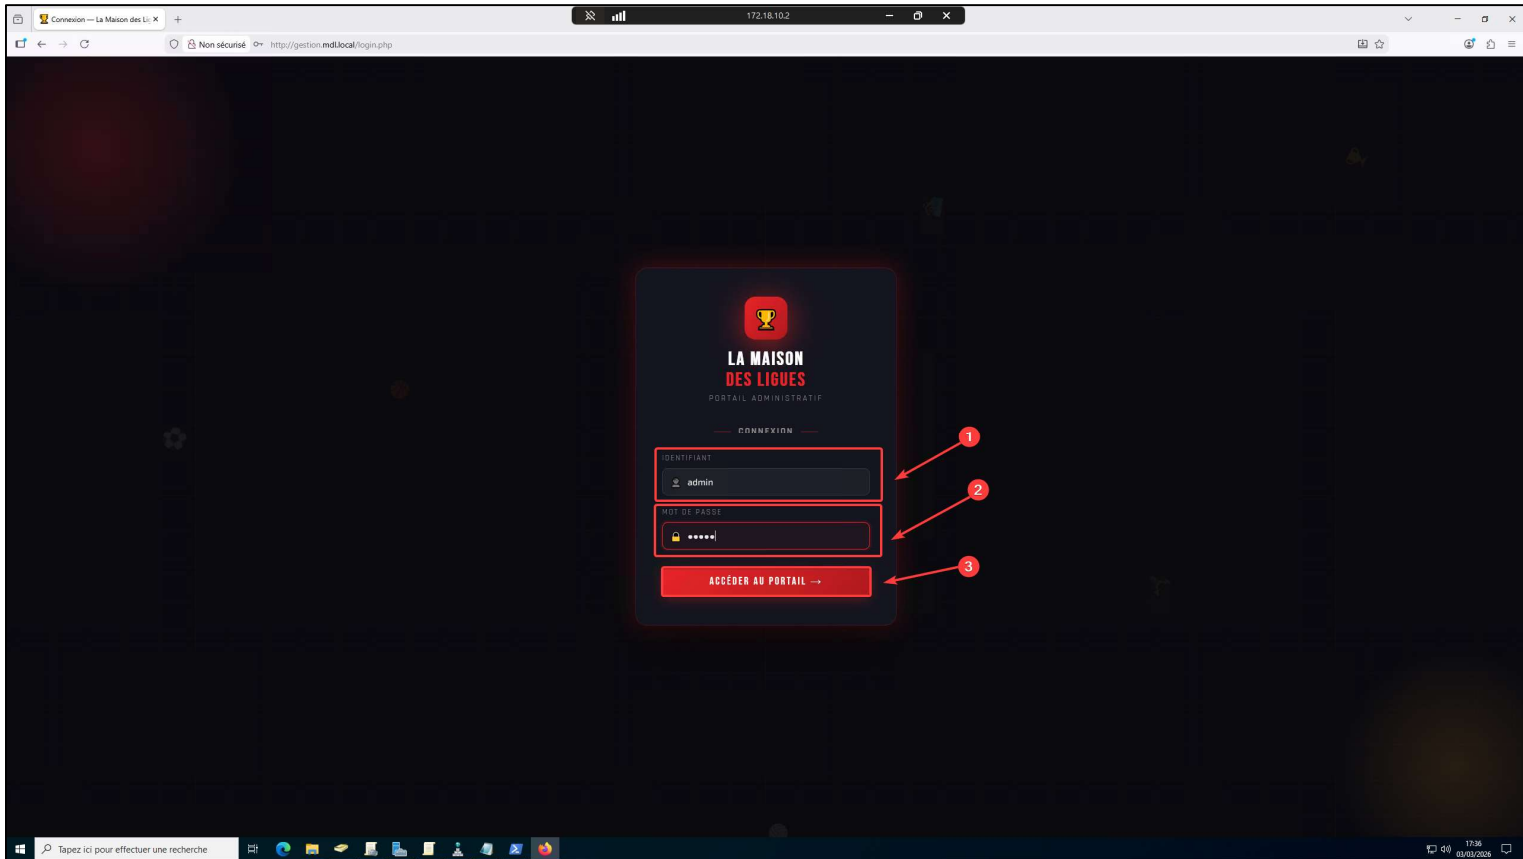 Connexion — La Maison des Lig
172.18.10.2
Non sécurisé
http://gestion.mdl.local/login.php
LA MAISON
DES LIGUES
PORTAIL ADMINISTRATIF
CONNEXION
1
IDENTIFIANT
admin
2
MOT DE PASSE
•••••
3
ACCÉDER AU PORTAIL →
Tapez ici pour effectuer une recherche
17:36
03/03/2026